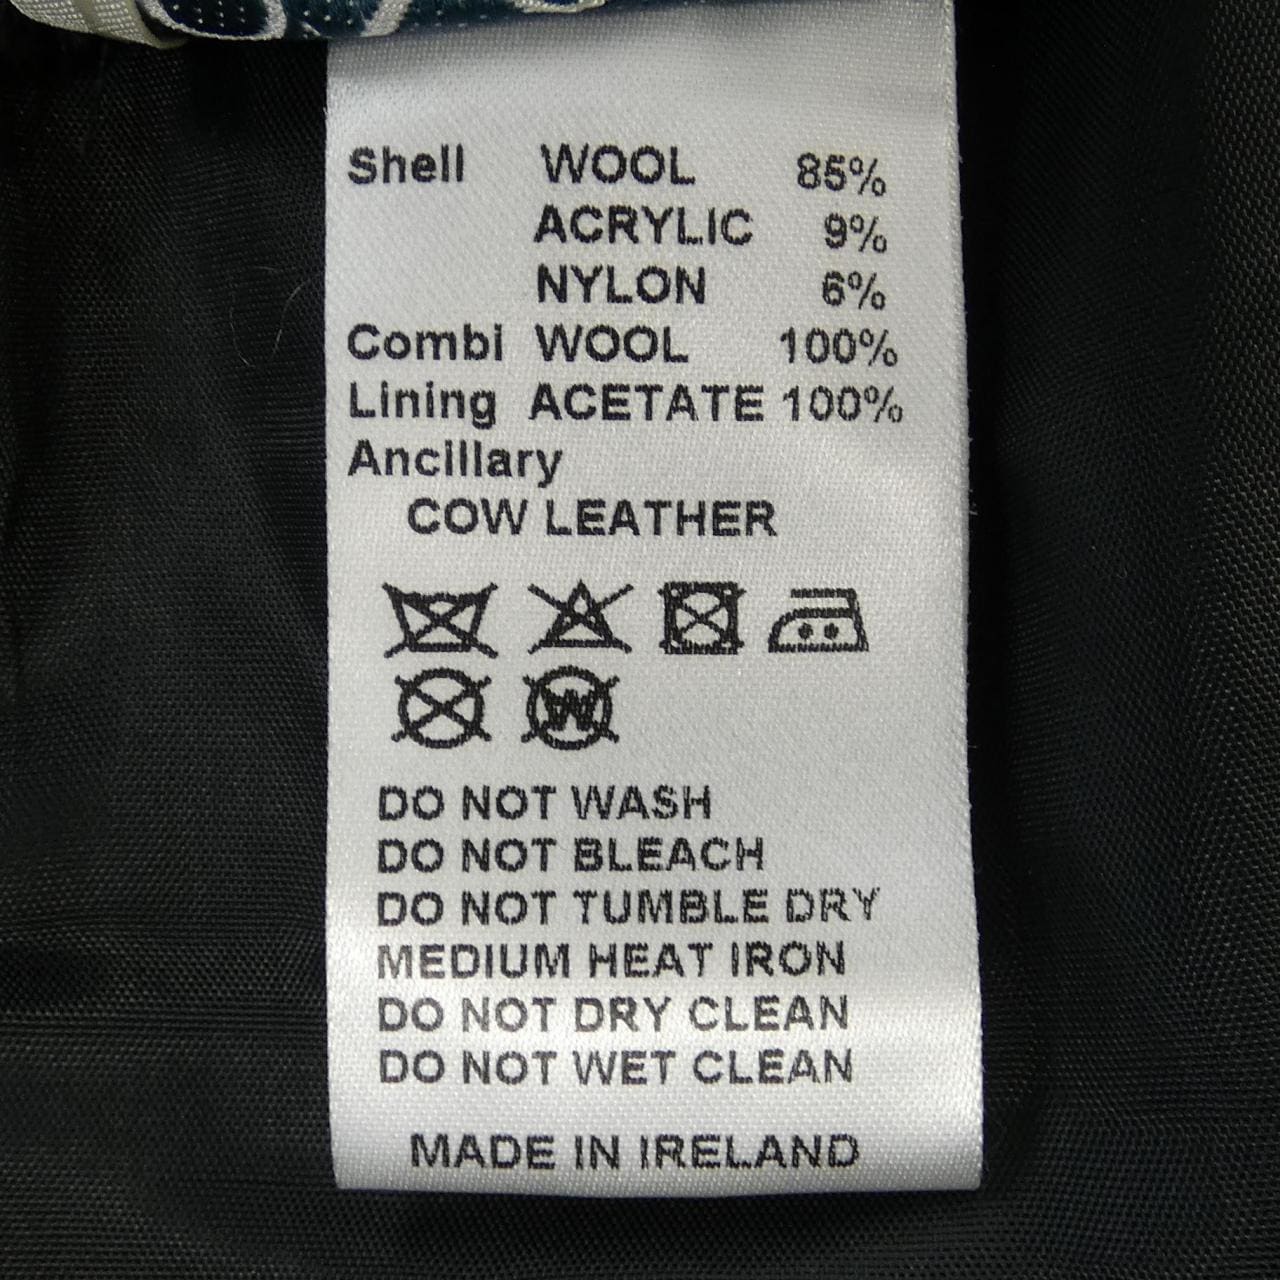 Shell WOOL 85%
ACRYLIC 9%
NYLON 6%
Combi WOOL 100%
Lining ACETATE 100%
Ancillary
COW LEATHER
W
DO NOT WASH
DO NOT BLEACH
DO NOT TUMBLE DRY
MEDIUM HEAT IRON
DO NOT DRY CLEAN
DO NOT WET CLEAN
MADE IN IRELAND